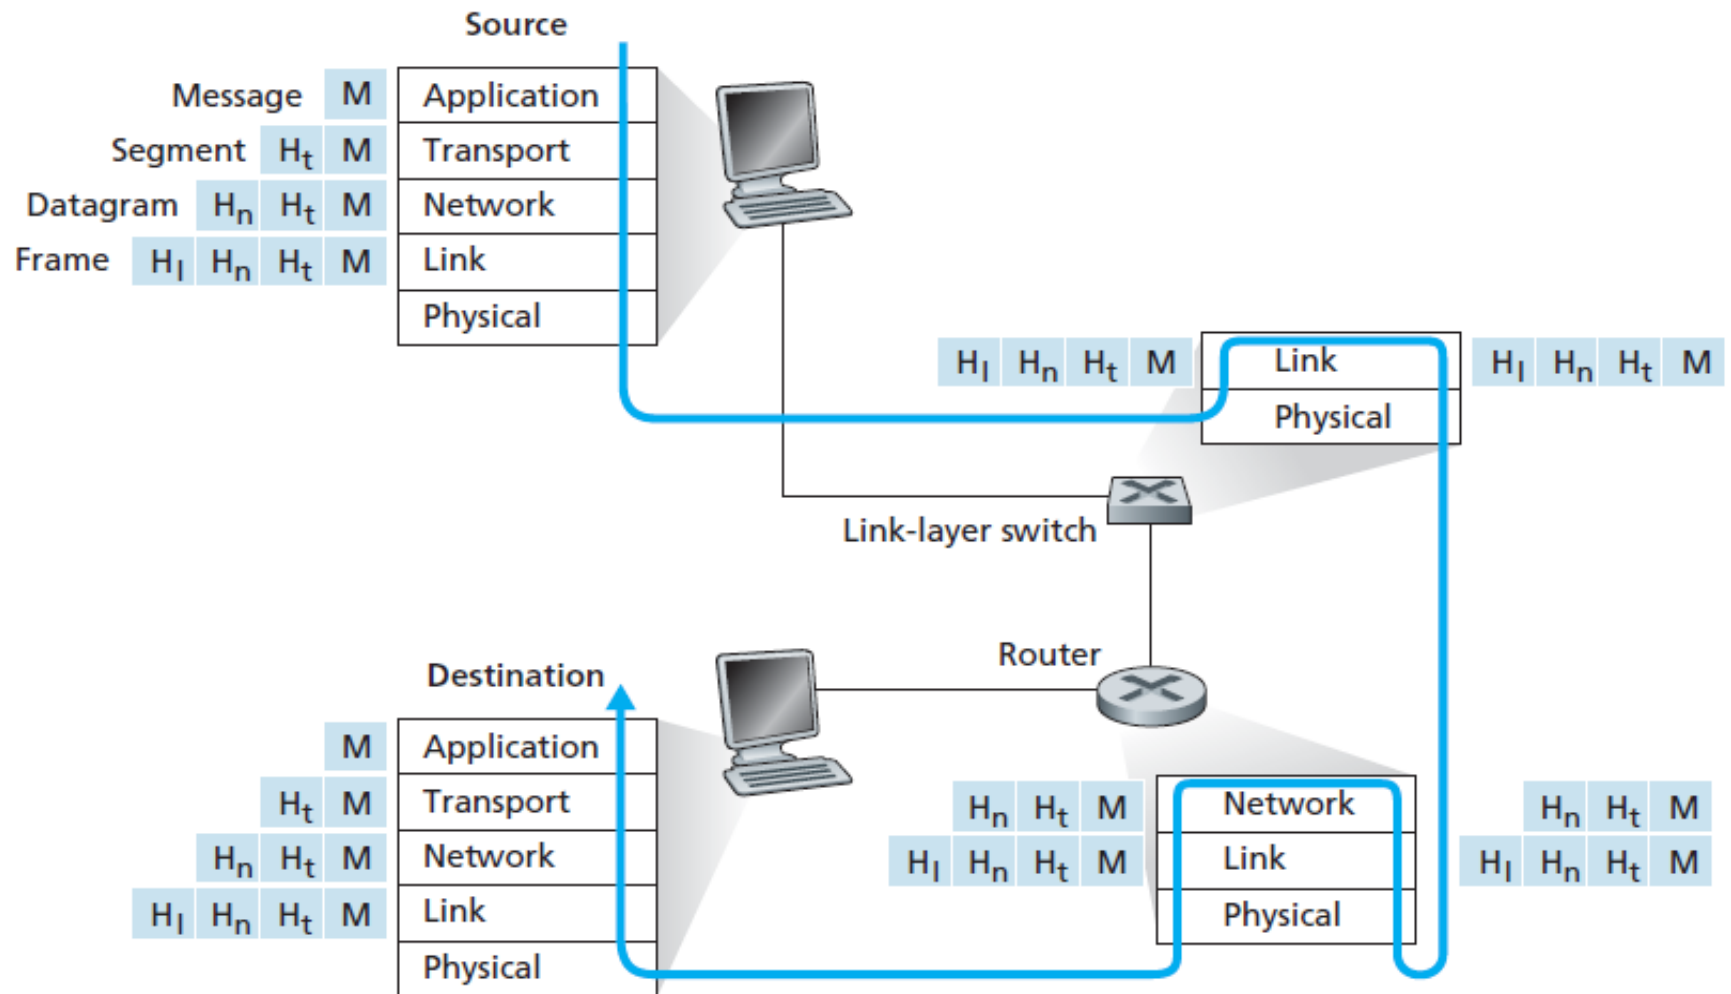 Source
Message M Application
Segment Ht M Transport
Datagram Hn Ht M Network
Frame Hl Hn Ht M Link
Physical
Hl Hn Ht M Link Hl Hn Ht M
Physical
Link-layer switch
Router
Destination
M Application
Ht M Transport
Hn Ht M Network
Hl Hn Ht M Link
Physical
Hn Ht M Network Hn Ht M
Hl Hn Ht M Link Hl Hn Ht M
Physical